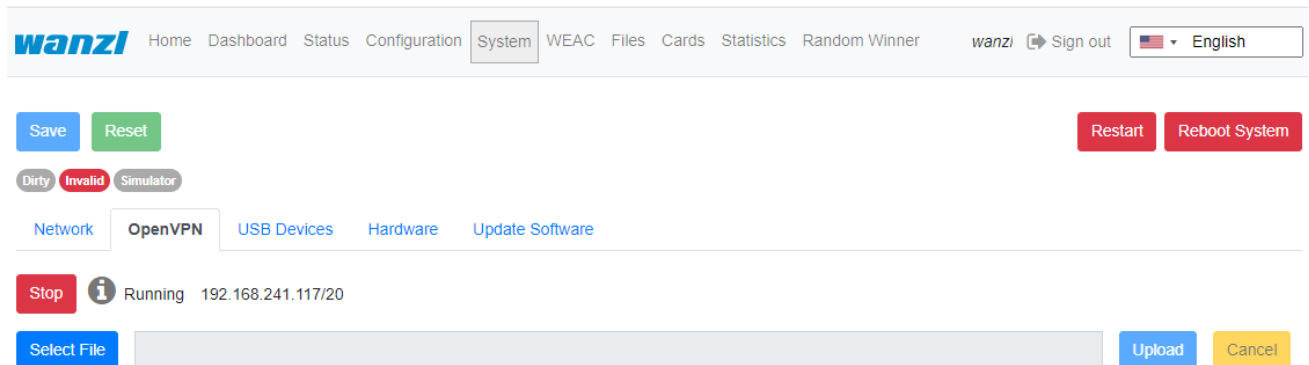 wanzl Home Dashboard Status Configuration System WEAC Files Cards Statistics Random Winner wanzl Sign out English
Save Reset Restart Reboot System
Dirty Invalid Simulator
Network OpenVPN USB Devices Hardware Update Software
Stop Running 192.168.241.117/20
Select File Upload Cancel